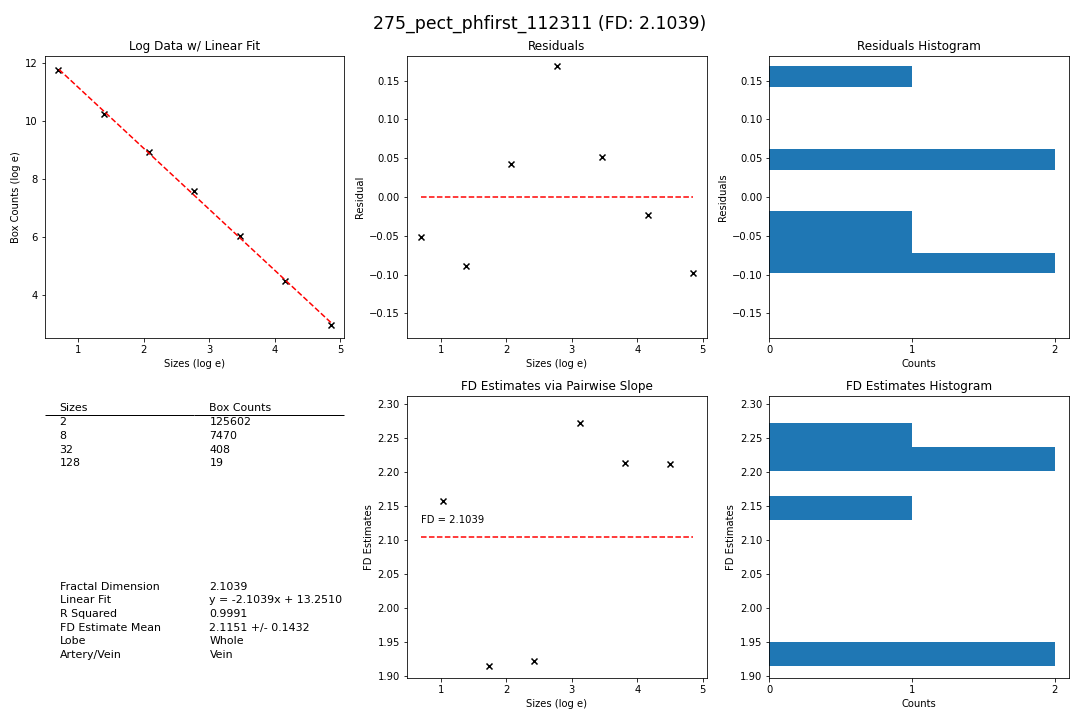 275_pect_phfirst_112311 (FD: 2.1039)
Log Data w/ Linear Fit
Box Counts (log e)
12
10
8
6
4
1 2 3 4 5
Sizes (log e)
Residuals
Residual
0.15
0.10
0.05
0.00
−0.05
−0.10
−0.15
1 2 3 4 5
Sizes (log e)
Residuals Histogram
Residuals
0.15
0.10
0.05
0.00
−0.05
−0.10
−0.15
0 1 2
Counts
Sizes Box Counts
2 125602
8 7470
32 408
128 19
Fractal Dimension 2.1039
Linear Fit y = -2.1039x + 13.2510
R Squared 0.9991
FD Estimate Mean 2.1151 +/- 0.1432
Lobe Whole
Artery/Vein Vein
FD Estimates via Pairwise Slope
FD Estimates
2.30
2.25
2.20
2.15
2.10
2.05
2.00
1.95
1.90
FD = 2.1039
1 2 3 4 5
Sizes (log e)
FD Estimates Histogram
FD Estimates
2.30
2.25
2.20
2.15
2.10
2.05
2.00
1.95
1.90
0 1 2
Counts